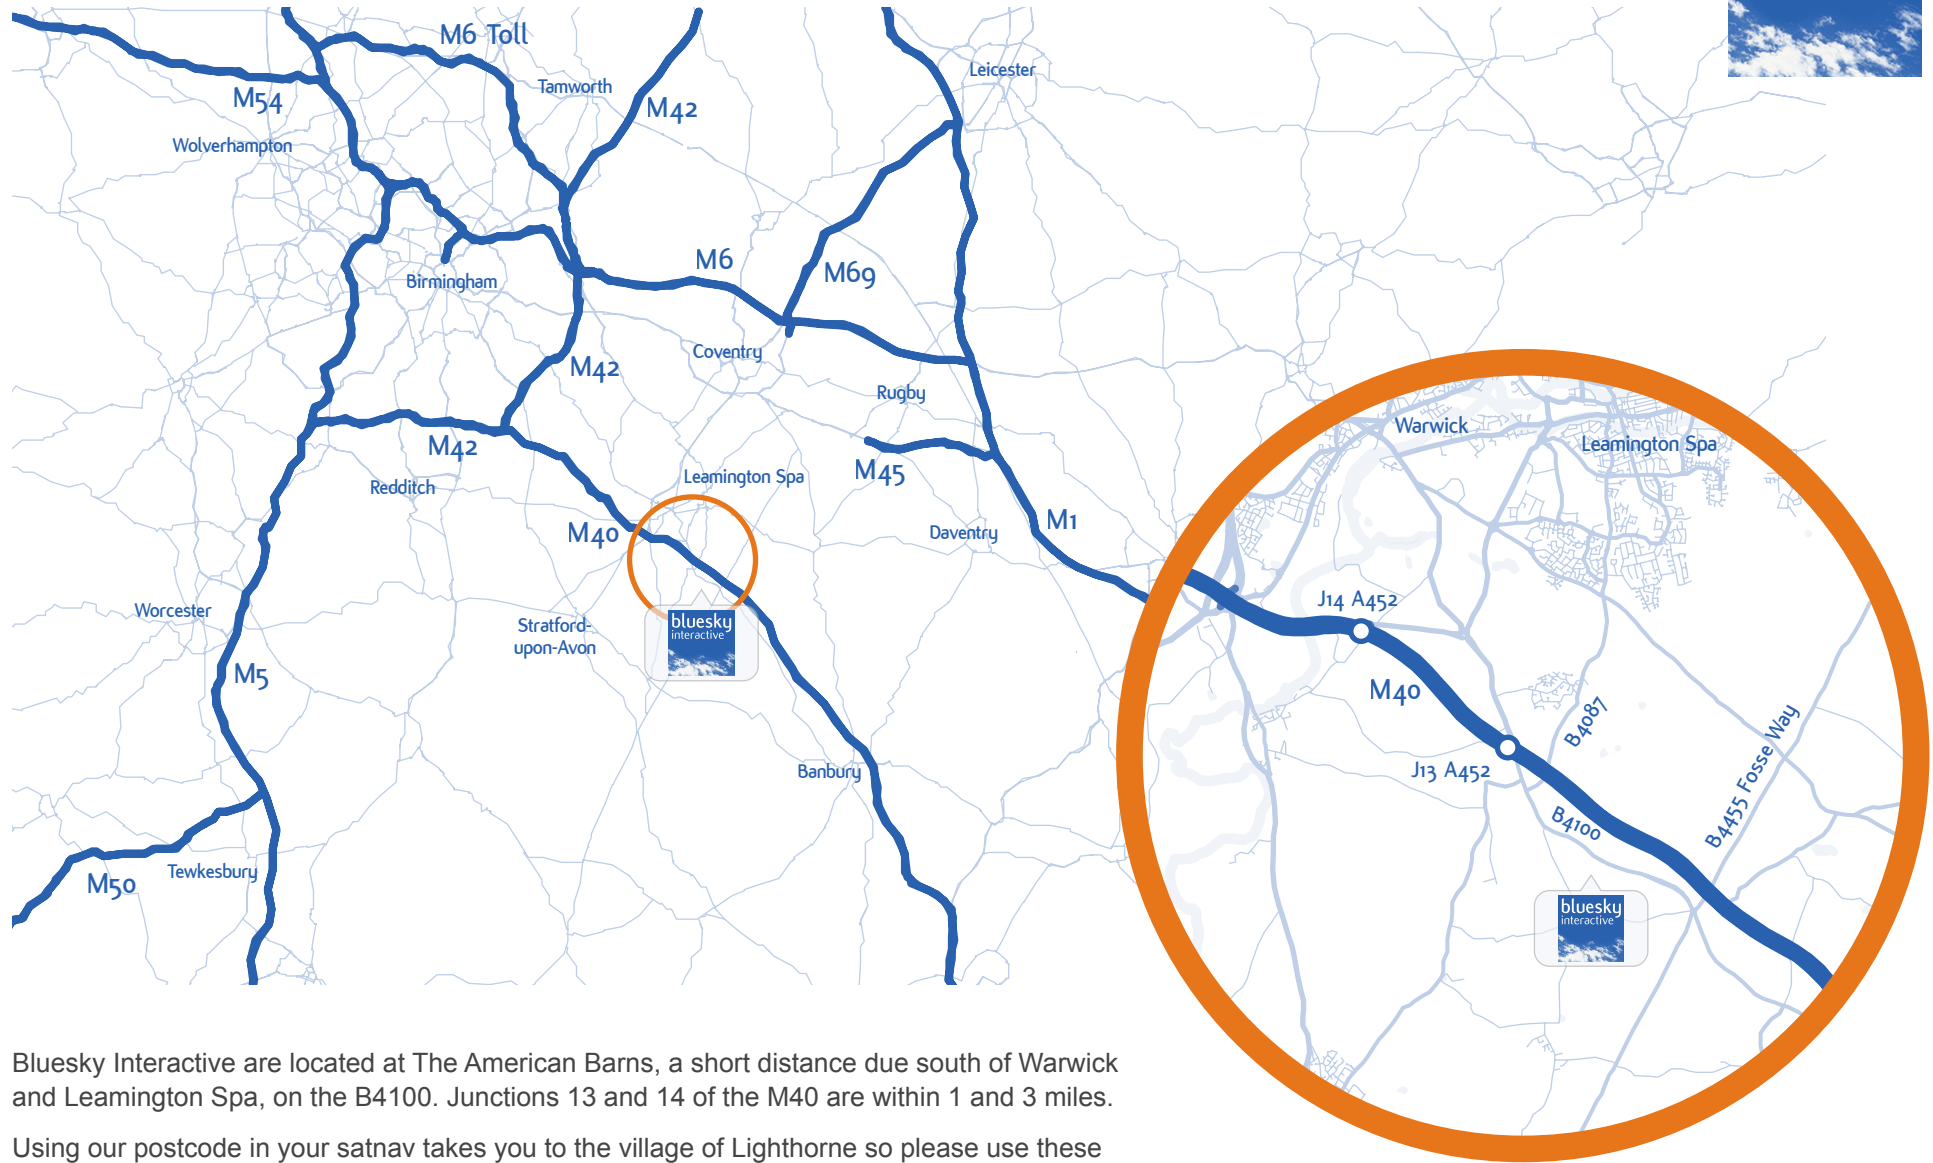 M6 Toll
Leicester
Tamworth
M54
M42
Wolverhampton
M6
M69
Birmingham
Coventry
M42
Rugby
Warwick
Leamington Spa
M42
M45
Leamington Spa
Redditch
M1
M40
Daventry
J14 A452
Worcester
Stratford-
upon-Avon
bluesky
interactive
M5
M40
B4087
B4455 Fosse Way
Banbury
J13 A452
B4100
Tewkesbury
M50
bluesky
interactive
Bluesky Interactive are located at The American Barns, a short distance due south of Warwick
and Leamington Spa, on the B4100. Junctions 13 and 14 of the M40 are within 1 and 3 miles.
Using our postcode in your satnav takes you to the village of Lighthorne so please use these